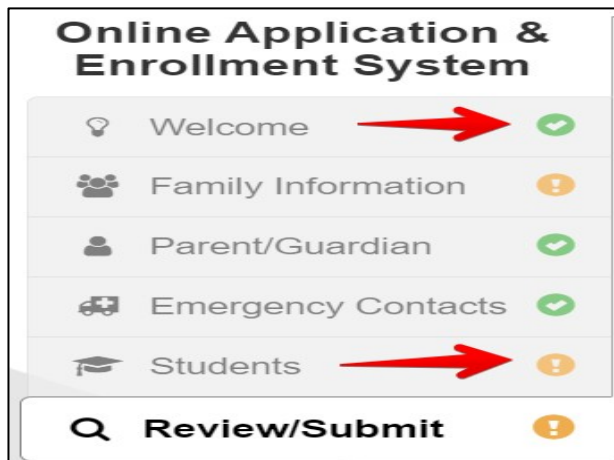 Online Application &
Enrollment System
Welcome
Family Information
Parent/Guardian
Emergency Contacts
Students
Review/Submit